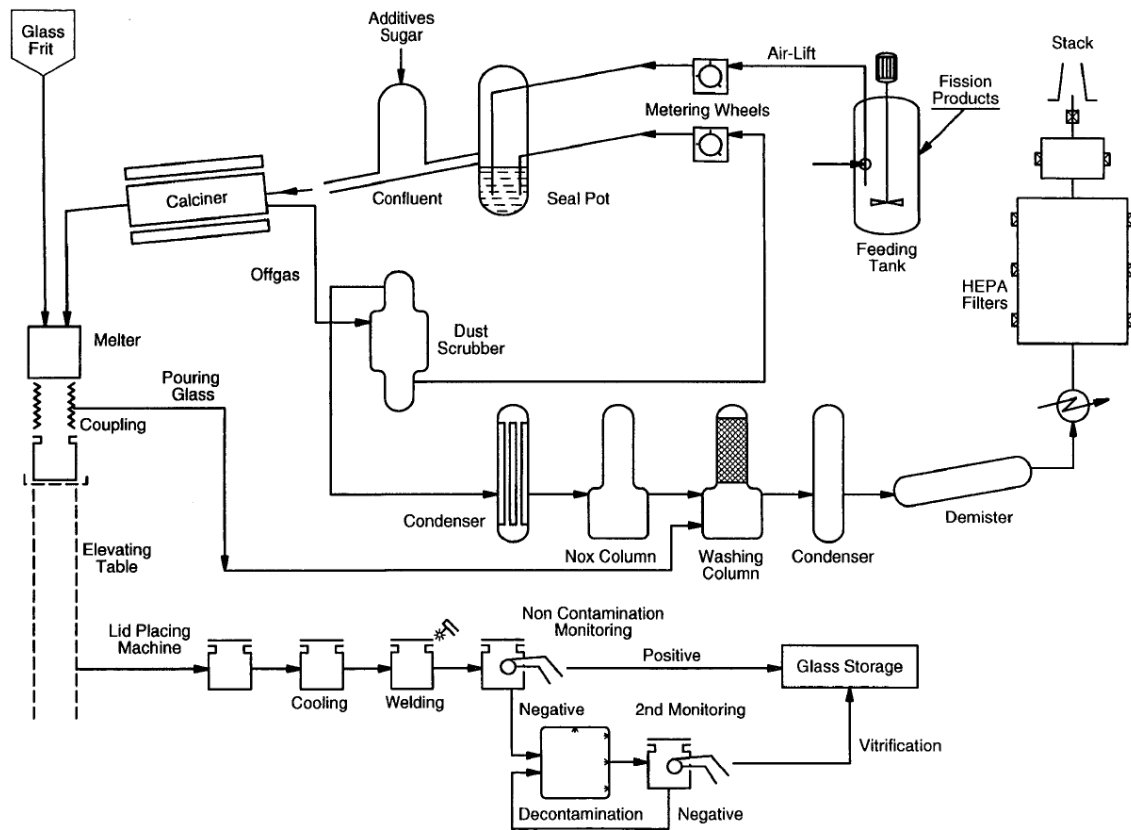 Glass
Frit
Additives
Sugar
Air-Lift
Stack
Fission
Products
Metering Wheels
Calciner
Confluent
Seal Pot
Feeding
Tank
Offgas
HEPA
Filters
Dust
Scrubber
Melter
Pouring
Glass
Coupling
Condenser
Nox Column
Washing
Column
Condenser
Demister
Elevating
Table
Lid Placing
Machine
Non Contamination
Monitoring
Positive
Glass Storage
Cooling
Welding
Negative
2nd Monitoring
Vitrification
Decontamination
Negative